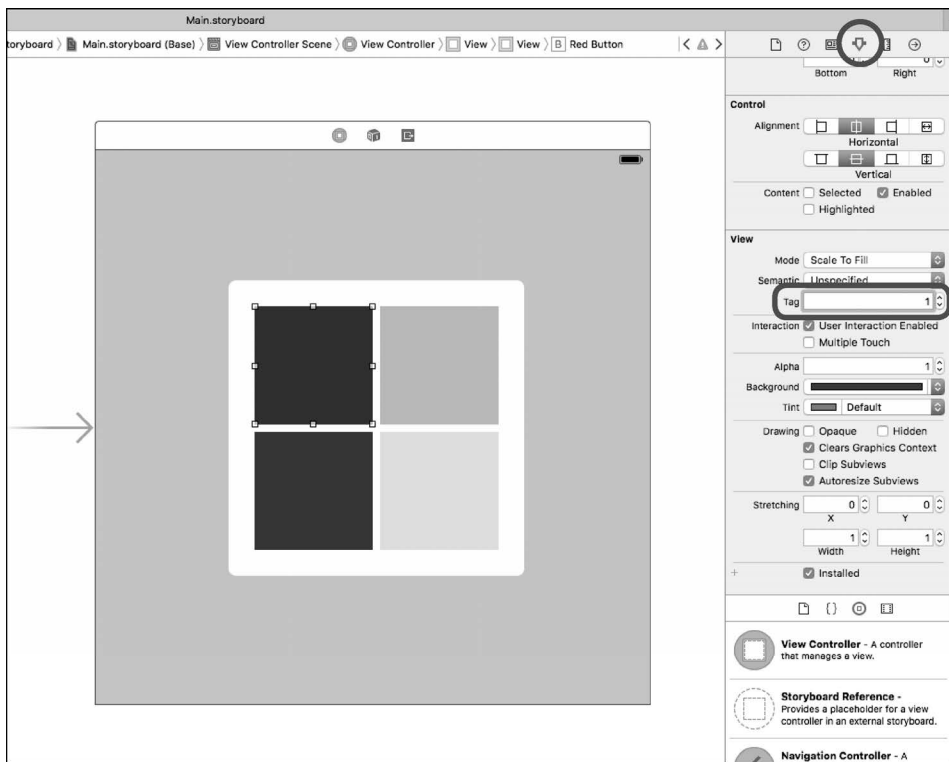 Main.storyboard
toryboard 〉 Main.storyboard (Base) 〉 View Controller Scene 〉 View Controller 〉 View 〉 View 〉 B Red Button
Bottom Right
Control
Alignment
Horizontal
Vertical
Content Selected Enabled
Highlighted
View
Mode Scale To Fill
Semantic Unspecified
Tag 1
Interaction User Interaction Enabled
Multiple Touch
Alpha 1
Background
Tint Default
Drawing Opaque Hidden
Clears Graphics Context
Clip Subviews
Autoresize Subviews
Stretching 0 0
X Y
1 1
Width Height
Installed
View Controller - A controller
that manages a view.
Storyboard Reference -
Provides a placeholder for a view
controller in an external storyboard.
Navigation Controller - A